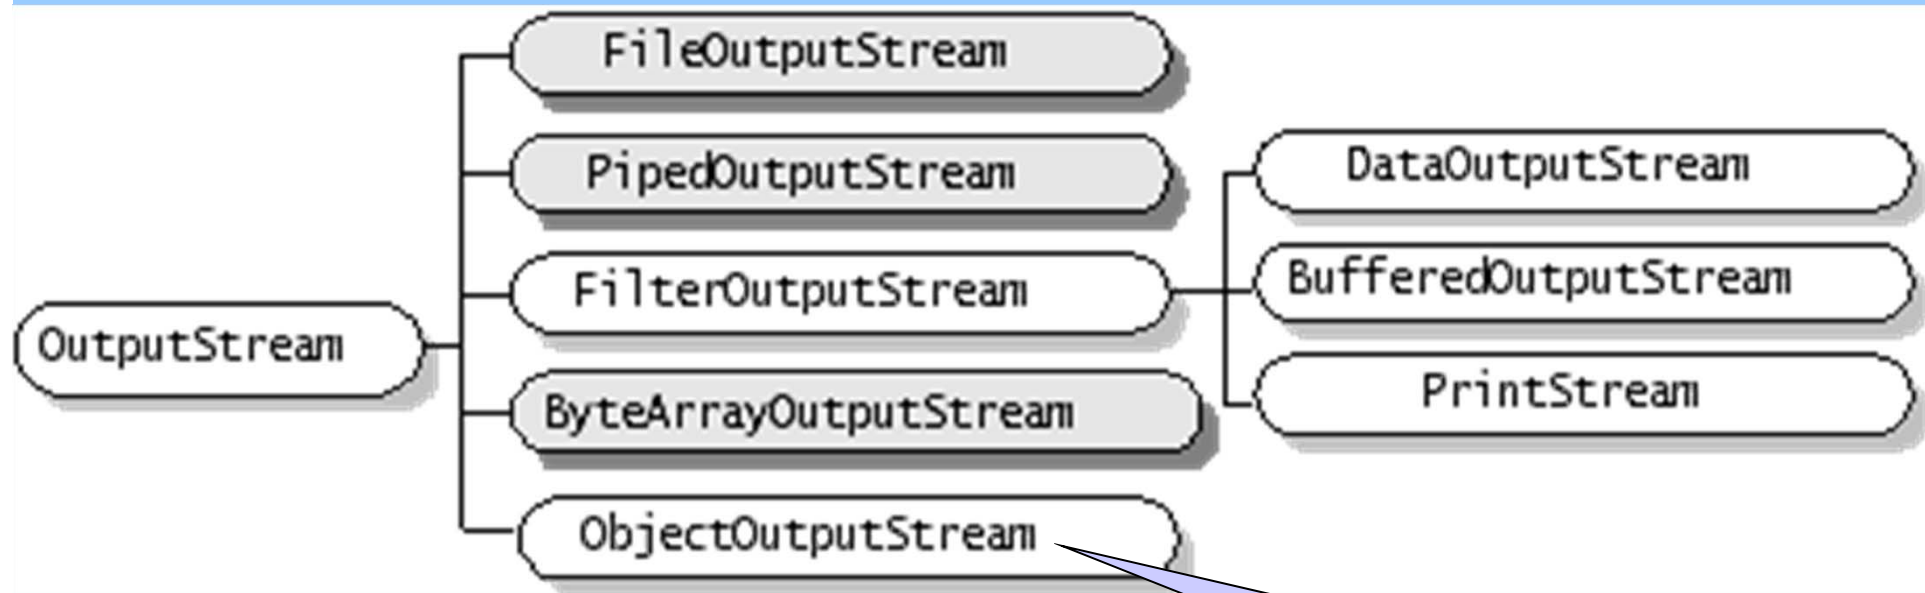 FileOutputStream
PipedOutputStream
DataOutputStream
FilterOutputStream
BufferedOutputStream
OutputStream
PrintStream
ByteArrayOutputStream
ObjectOutputStream